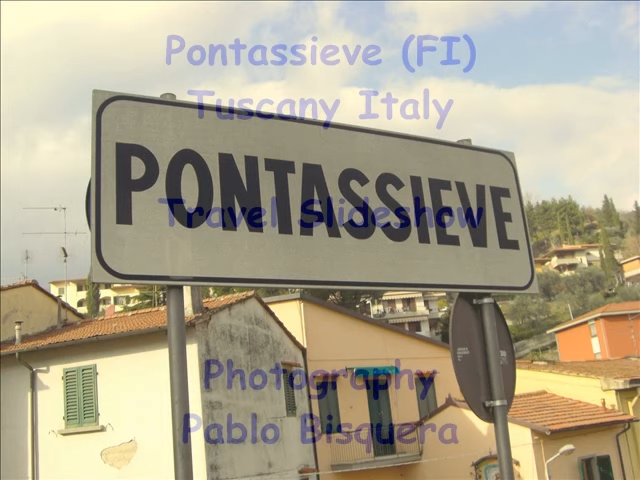 Pontassieve (FI)
Tuscany Italy
PONTASSIEVE
Travel Slideshow
Photography
Pablo Bisquera